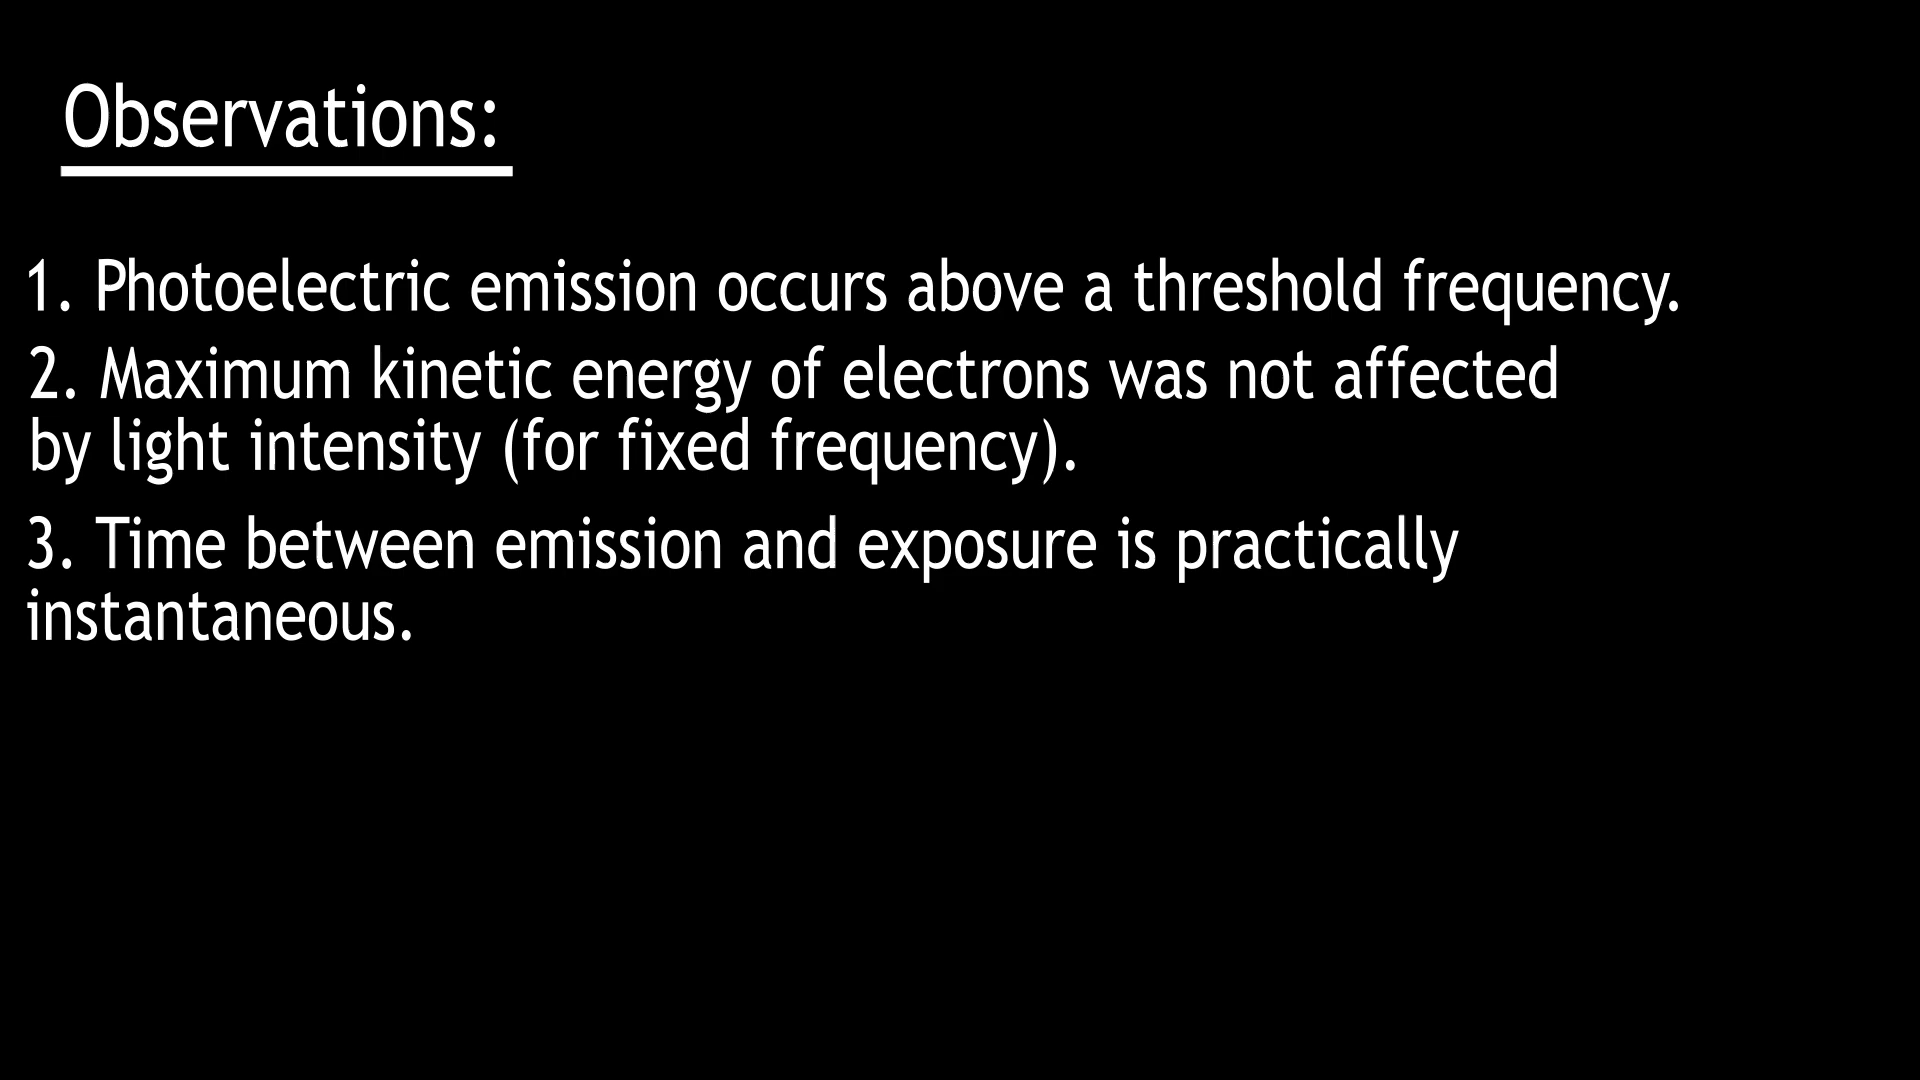 Observations:
1. Photoelectric emission occurs above a threshold frequency.
2. Maximum kinetic energy of electrons was not affected
by light intensity (for fixed frequency).
3. Time between emission and exposure is practically
instantaneous.